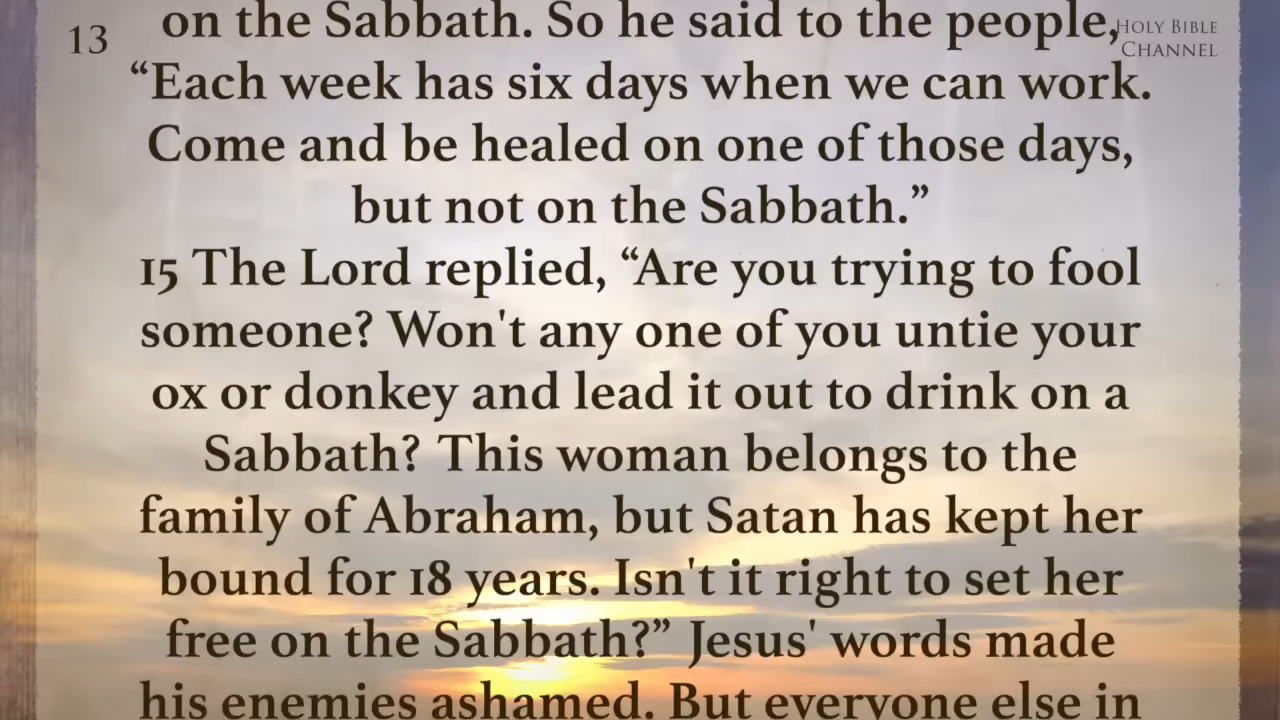 13
on the Sabbath. So he said to the people,
HOLY BIBLE
CHANNEL
“Each week has six days when we can work.
Come and be healed on one of those days,
but not on the Sabbath.”
15 The Lord replied, “Are you trying to fool
someone? Won't any one of you untie your
ox or donkey and lead it out to drink on a
Sabbath? This woman belongs to the
family of Abraham, but Satan has kept her
bound for 18 years. Isn't it right to set her
free on the Sabbath?” Jesus' words made
his enemies ashamed. But everyone else in